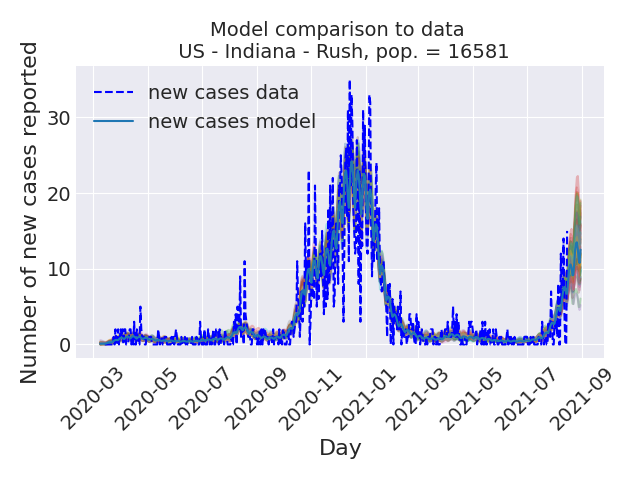 Model comparison to data
US - Indiana - Rush, pop. = 16581
Number of new cases reported
30
20
10
0
new cases data
new cases model
2020-03
2020-05
2020-07
2020-09
2020-11
2021-01
2021-03
2021-05
2021-07
2021-09
Day